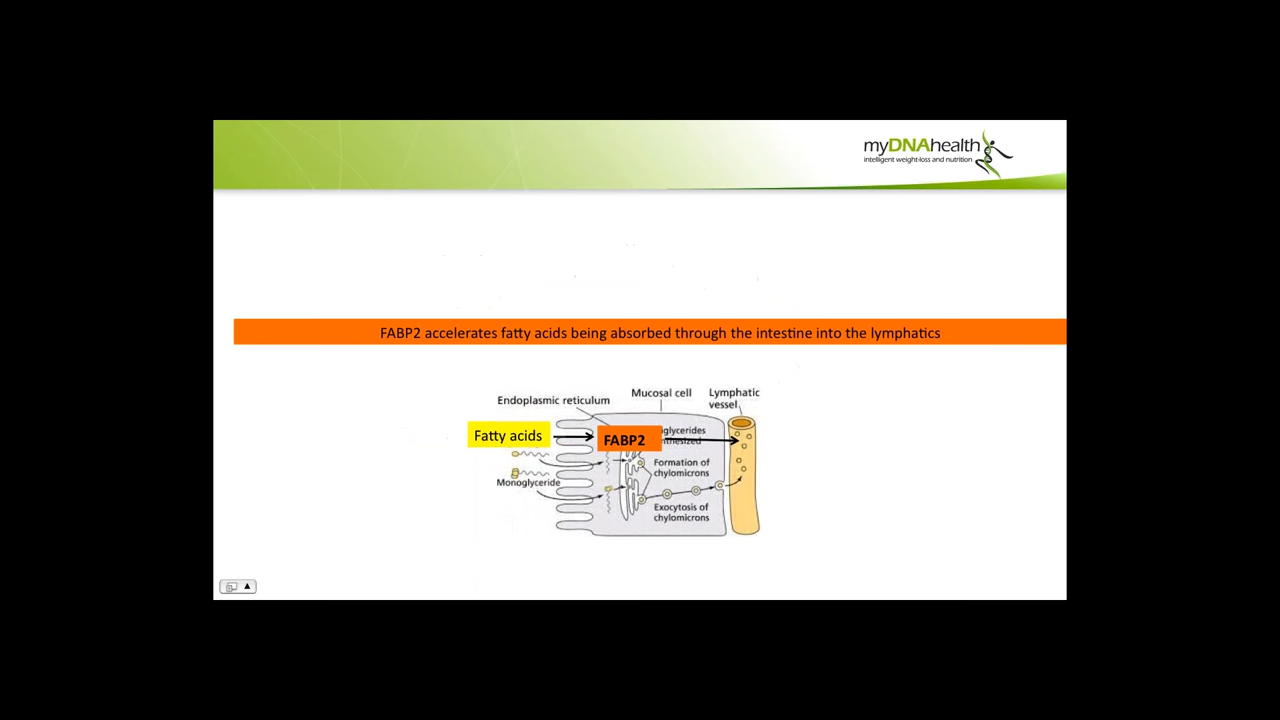 myDNAhealth
intelligent weight-loss and nutrition
FABP2 accelerates fatty acids being absorbed through the intestine into the lymphatics
Endoplasmic reticulum
Mucosal cell
Lymphatic
vessel
Fatty acids
FABP2
glycerides
Monoglyceride
Formation of
chylomicrons
Exocytosis of
chylomicrons